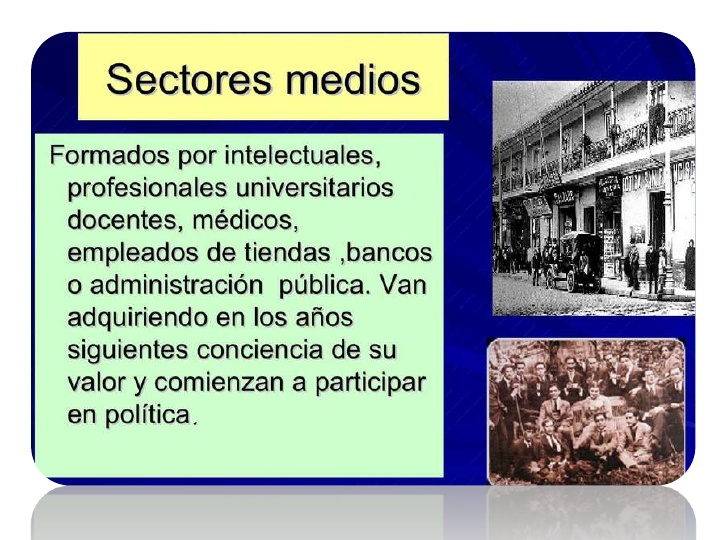 Sectores medios
Formados por intelectuales,
profesionales universitarios
docentes, médicos,
empleados de tiendas ,bancos
o administración  pública. Van
adquiriendo en los años
siguientes conciencia de su
valor y comienzan a participar
en política.